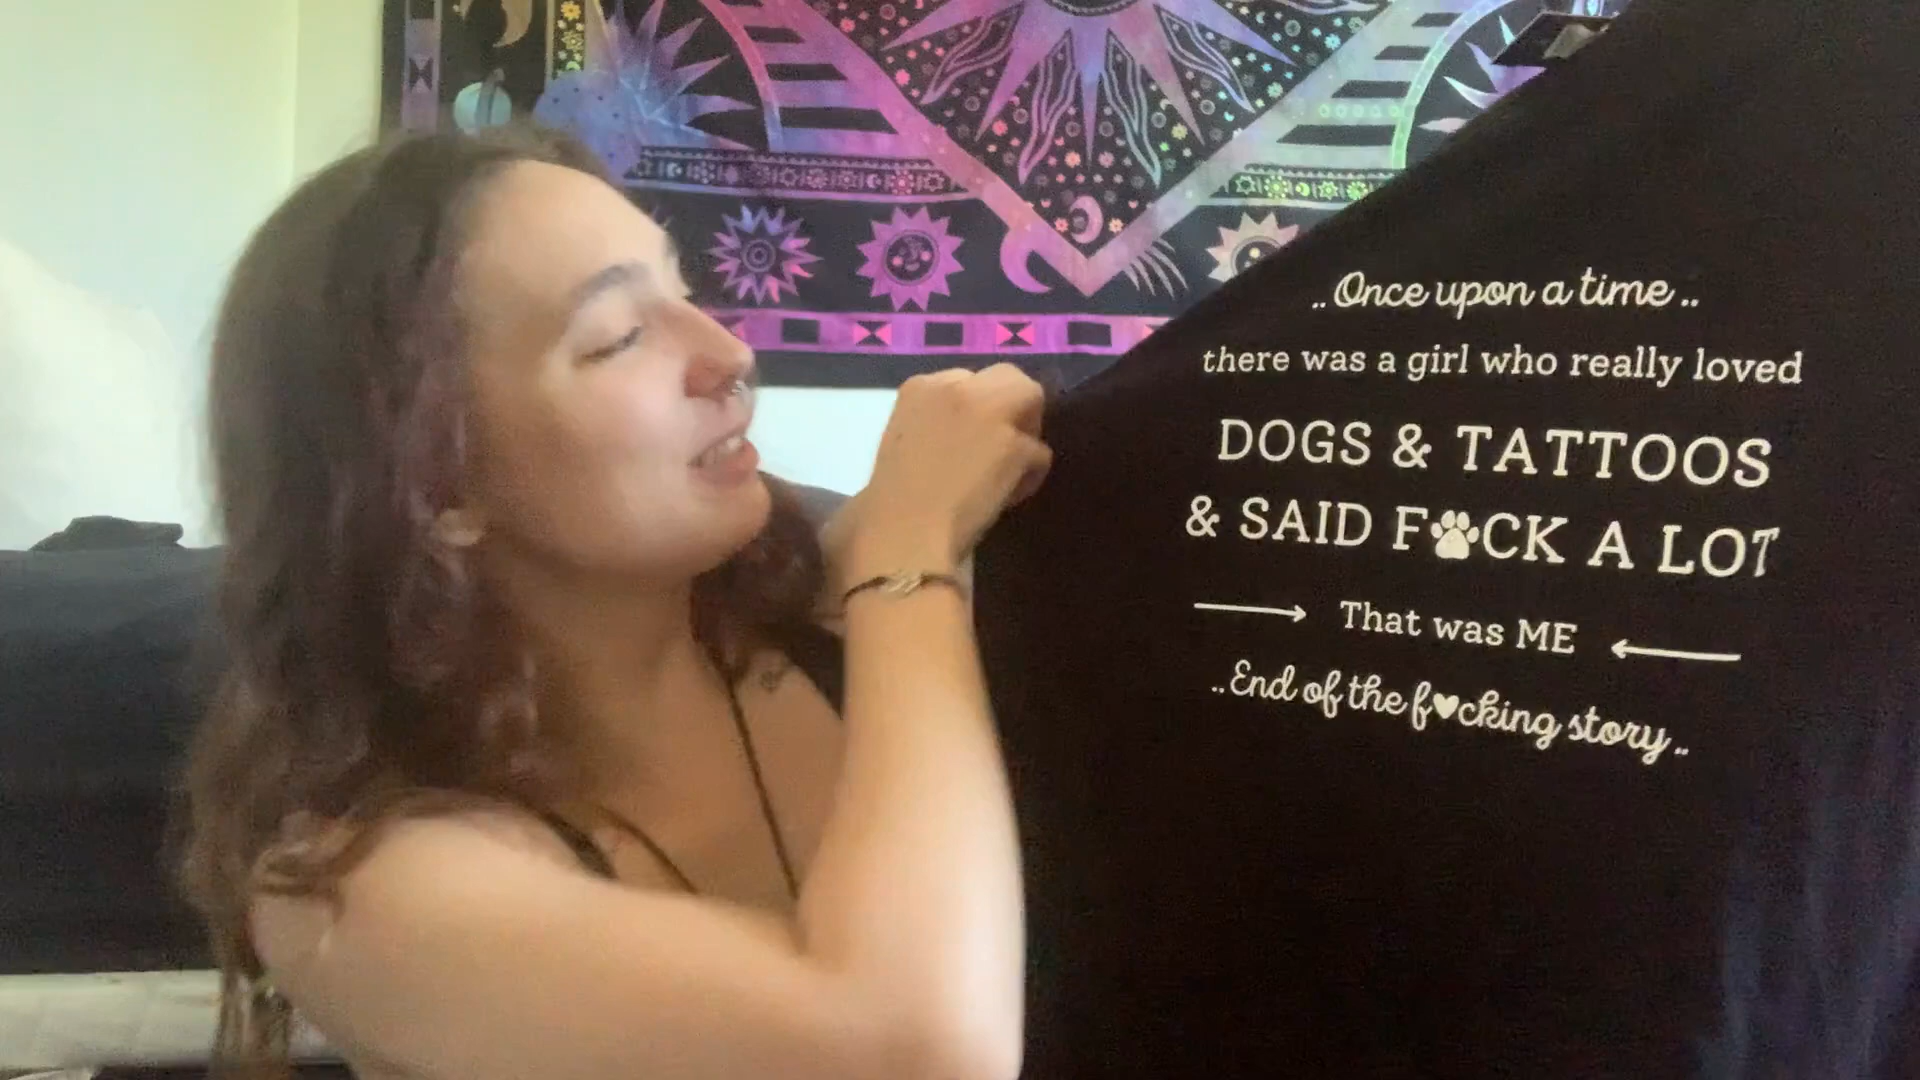 ..Once upon a time..
there was a girl who really loved
DOGS & TATTOOS
& SAID F🐾CK A LOT
→ That was ME ←
..End of the f♥cking story..